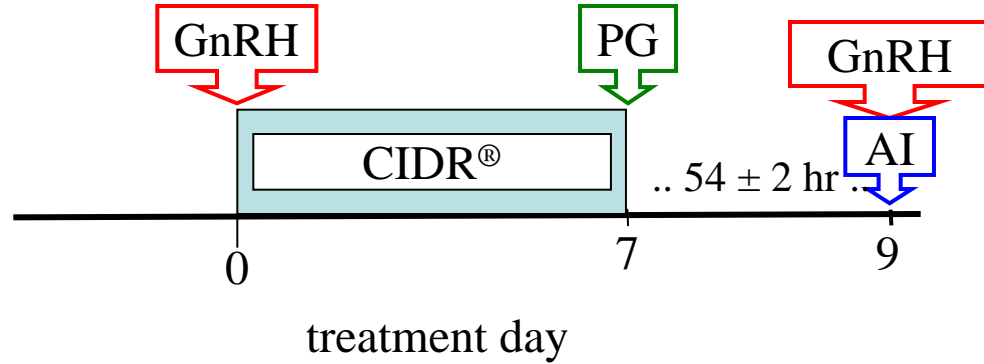 GnRH
PG
GnRH
CIDR®
AI
.. 54 ± 2 hr ..
0
7
9
treatment day